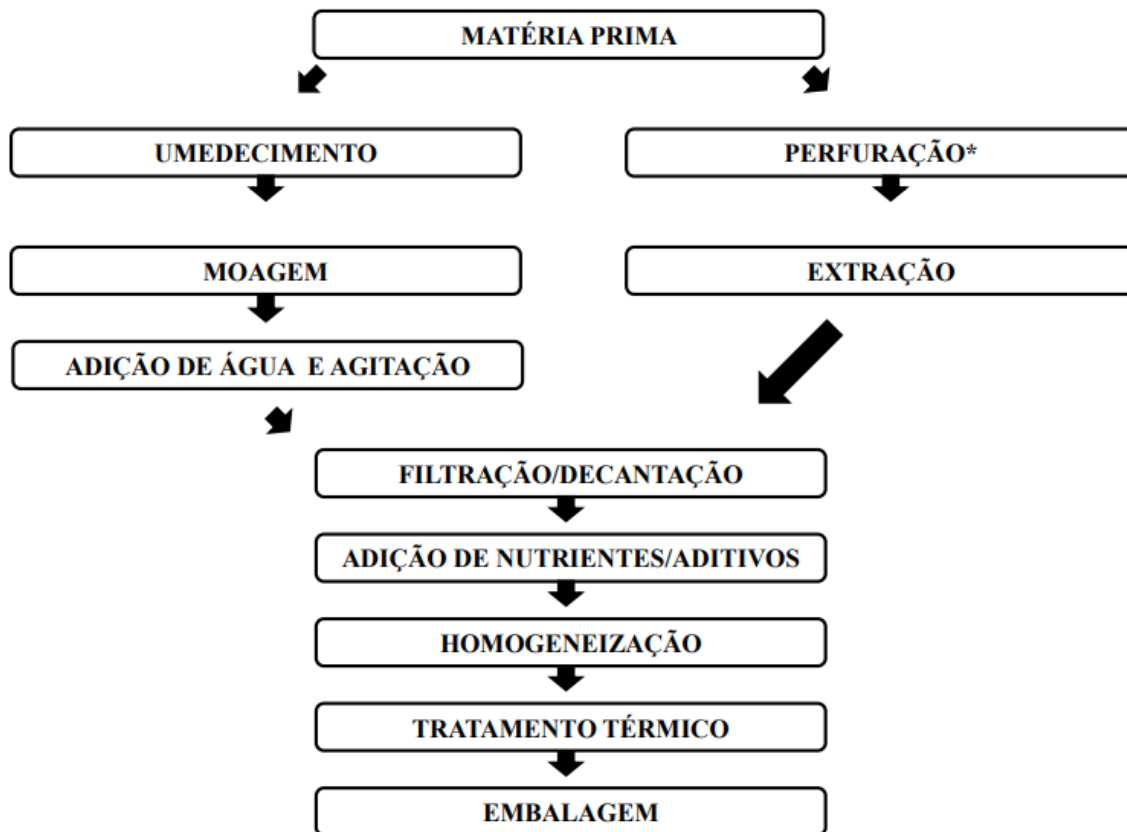 MATÉRIA PRIMA
UMEDECIMENTO
PERFURAÇÃO*
MOAGEM
EXTRAÇÃO
ADIÇÃO DE ÁGUA E AGITAÇÃO
FILTRAÇÃO/DECANTAÇÃO
ADIÇÃO DE NUTRIENTES/ADITIVOS
HOMOGENEIZAÇÃO
TRATAMENTO TÉRMICO
EMBALAGEM